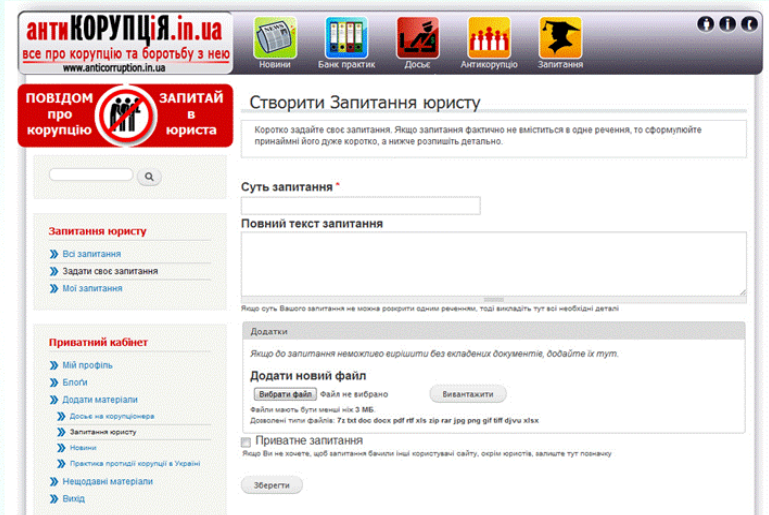 антиКОРУПЦіЯ.in.ua
все про корупцію та боротьбу з нею
www.anticorruption.in.ua
Новини
Банк практик
Досьє
Антикорупціо
Запитання
ПОВІДОМ
про
корупцію
ЗАПИТАЙ
в
юриста
Запитання юристу
Всі запитання
Задати своє запитання
Мої запитання
Приватний кабінет
Мій профіль
Блоґи
Додати матеріали
Досьє на корупціонера
Запитання юристу
Новини
Практика протидії корупції в Україні
Нещодавні матеріали
Вихід
Створити Запитання юристу
Коротко задайте своє запитання. Якщо запитання фактично не вміститься в одне речення, то сформулюйте
принаймні його дуже коротко, а нижче розпишіть детально.
Суть запитання *
Повний текст запитання
Якщо суть Вашого запитання не можна розкрити одним реченням, тоді викладіть тут всі необхідні деталі
Додатки
Якщо до запитання неможливо вирішити без вкладених документів, додайте їх тут.
Додати новий файл
Вибрати файл Файл не вибрано
Вивантажити
Файли мають бути менші ніж 3 МБ.
Дозволені типи файлів: 7z txt doc docx pdf rtf xls zip rar jpg png gif tiff djvu xlsx
Приватне запитання
Якщо Ви не хочете, щоб запитання бачили інші користувачі сайту, окрім юристів, залиште тут позначку
Зберегти